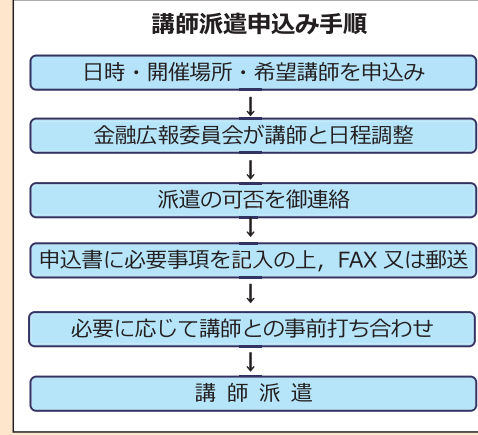 講師派遣申込み手順
日時・開催場所・希望講師を申込み
↓
金融広報委員会が講師と日程調整
↓
派遣の可否を御連絡
↓
申込書に必要事項を記入の上，FAX 又は郵送
↓
必要に応じて講師との事前打ち合わせ
↓
講 師 派 遣